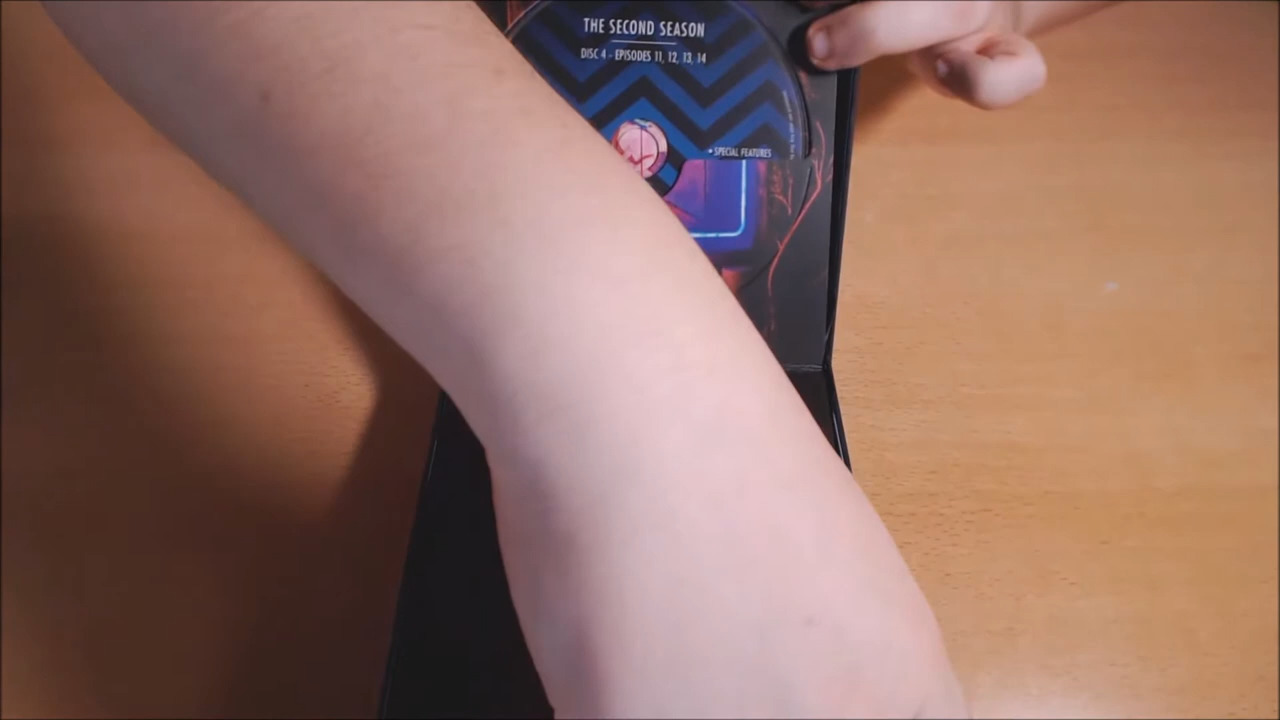 THE SECOND SEASON
DISC 4 - EPISODES 11, 12, 13, 14
• SPECIAL FEATURES